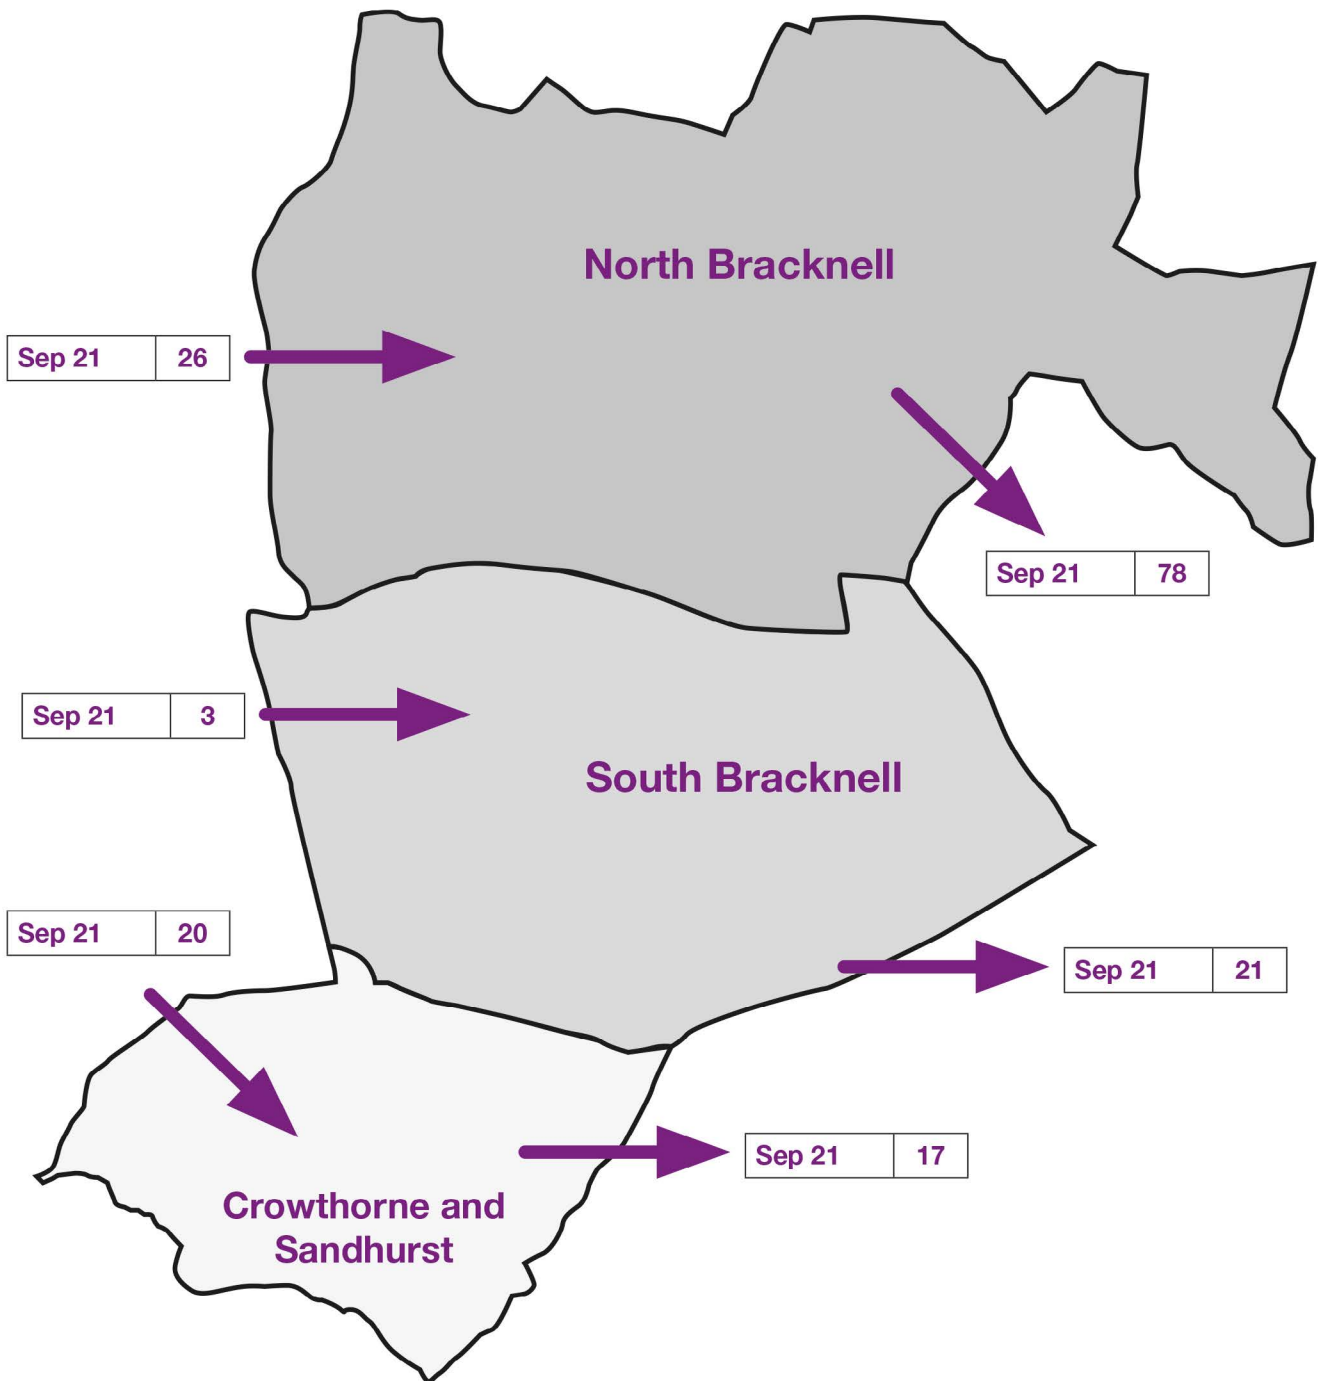 North Bracknell
Sep 21 26
Sep 21 78
Sep 21 3
South Bracknell
Sep 21 20
Sep 21 21
Sep 21 17
Crowthorne and
Sandhurst